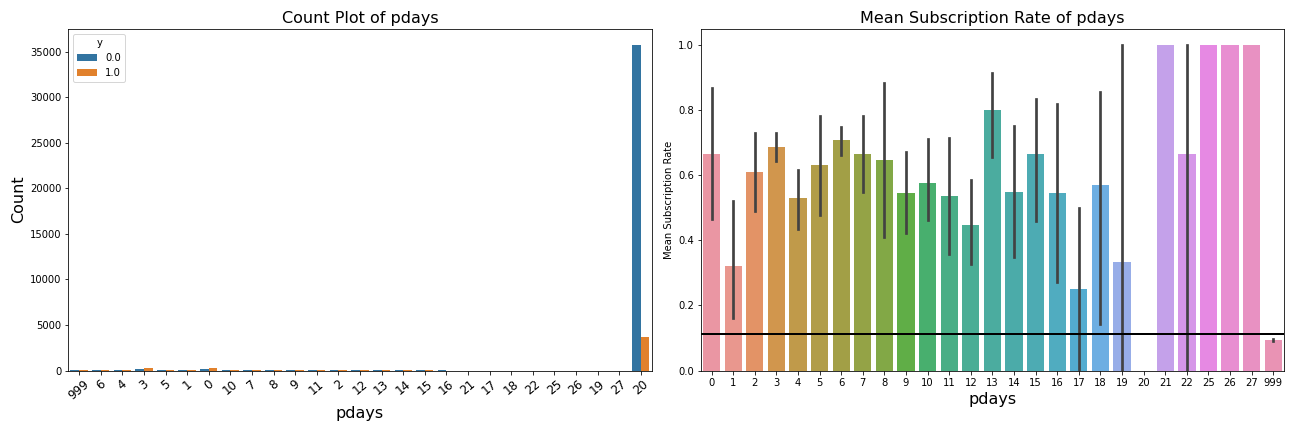 Count Plot of pdays
y
0.0
1.0
35000
30000
25000
20000
15000
10000
5000
0
Count
999 6 4 3 5 1 0 10 7 8 9 11 2 12 13 14 15 16 21 17 18 22 25 26 19 27 20
pdays
Mean Subscription Rate of pdays
1.0
0.8
0.6
0.4
0.2
0.0
Mean Subscription Rate
0 1 2 3 4 5 6 7 8 9 10 11 12 13 14 15 16 17 18 19 20 21 22 25 26 27 999
pdays